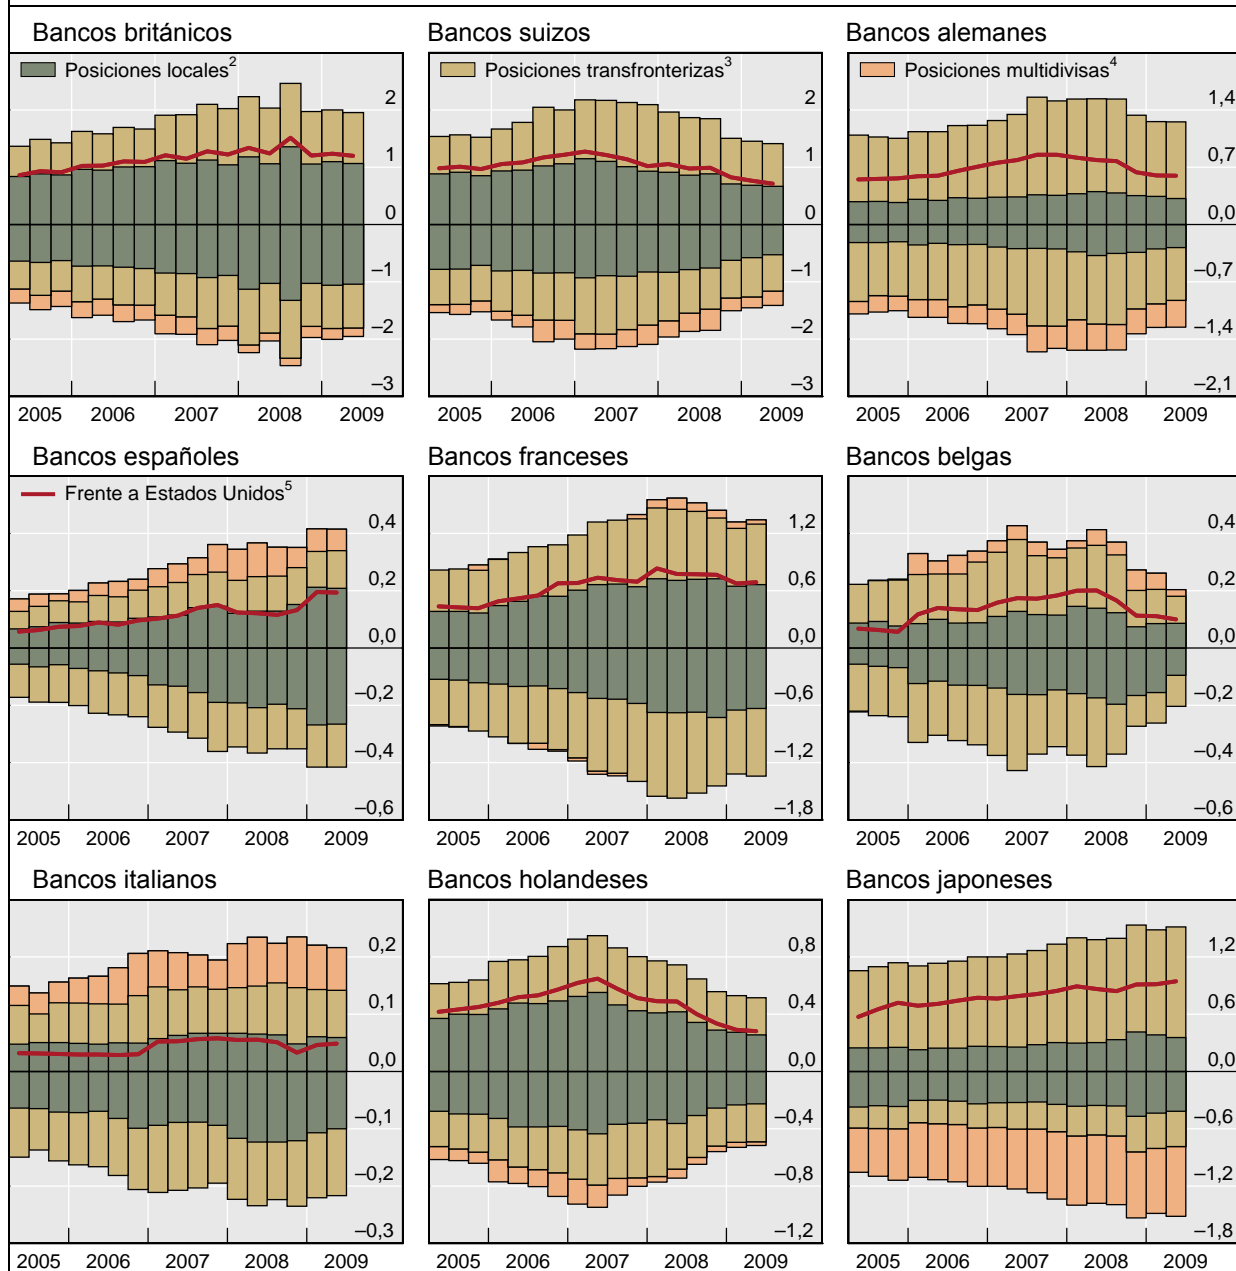 Bancos británicos
Bancos suizos
Bancos alemanes
Posiciones locales2
Posiciones transfronterizas3
Posiciones multidivisas4
2
1
0
–1
–2
–3
2
1
0
–1
–2
–3
1,4
0,7
0,0
–0,7
–1,4
–2,1
2005 2006 2007 2008 2009
2005 2006 2007 2008 2009
2005 2006 2007 2008 2009
Bancos españoles
Bancos franceses
Bancos belgas
Frente a Estados Unidos5
0,4
0,2
0,0
–0,2
–0,4
–0,6
1,2
0,6
0,0
–0,6
–1,2
–1,8
0,4
0,2
0,0
–0,2
–0,4
–0,6
2005 2006 2007 2008 2009
2005 2006 2007 2008 2009
2005 2006 2007 2008 2009
Bancos italianos
Bancos holandeses
Bancos japoneses
0,2
0,1
0,0
–0,1
–0,2
–0,3
0,8
0,4
0,0
–0,4
–0,8
–1,2
1,2
0,6
0,0
–0,6
–1,2
–1,8
2005 2006 2007 2008 2009
2005 2006 2007 2008 2009
2005 2006 2007 2008 2009